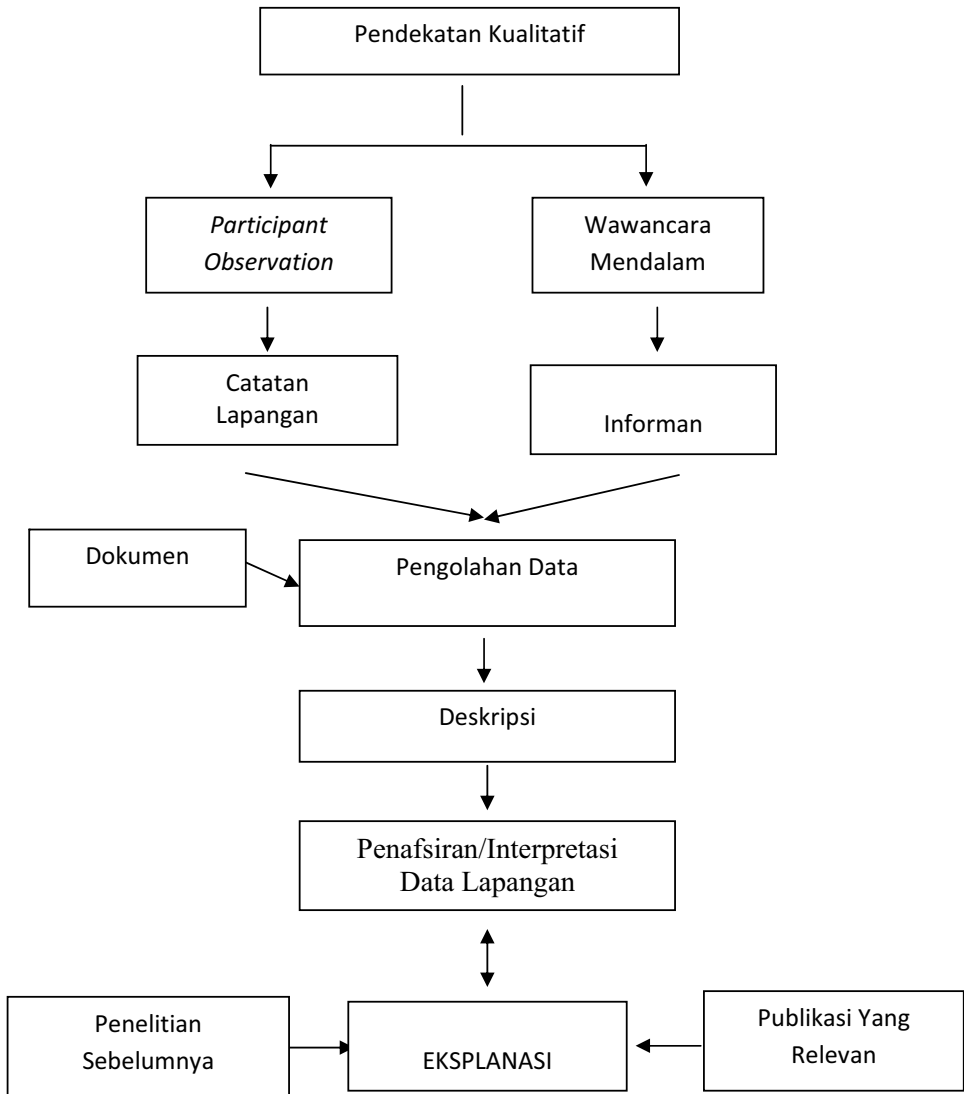 Pendekatan Kualitatif
Participant
Observation
Wawancara
Mendalam
Catatan
Lapangan
Informan
Dokumen
Pengolahan Data
Deskripsi
Penafsiran/Interpretasi
Data Lapangan
Penelitian
Sebelumnya
EKSPLANASI
Publikasi Yang
Relevan